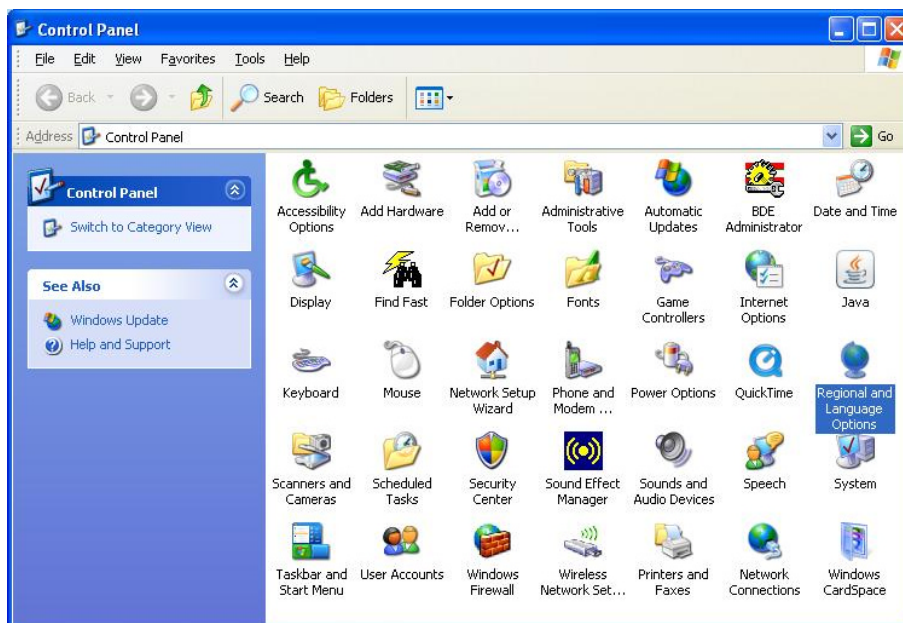 Control Panel
File Edit View Favorites Tools Help
Back Search Folders
Address Control Panel Go
Control Panel
Switch to Category View
See Also
Windows Update
Help and Support
Accessibility Options
Add Hardware
Add or Remov...
Administrative Tools
Automatic Updates
BDE Administrator
Date and Time
Display
Find Fast
Folder Options
Fonts
Game Controllers
Internet Options
Java
Keyboard
Mouse
Network Setup Wizard
Phone and Modem ...
Power Options
QuickTime
Regional and Language Options
Scanners and Cameras
Scheduled Tasks
Security Center
Sound Effect Manager
Sounds and Audio Devices
Speech
System
Taskbar and Start Menu
User Accounts
Windows Firewall
Wireless Network Set...
Printers and Faxes
Network Connections
Windows CardSpace